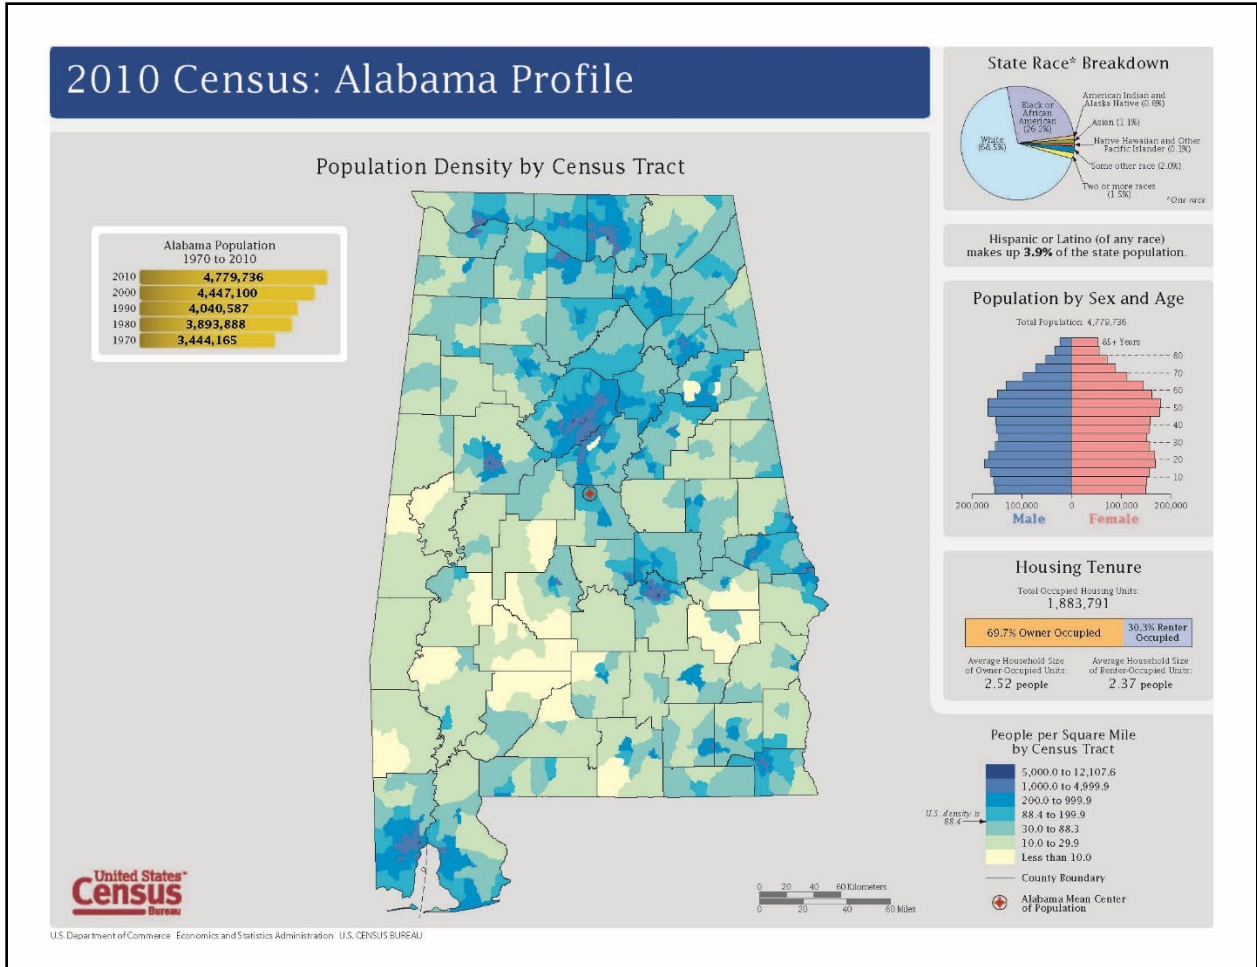 2010 Census: Alabama Profile
Population Density by Census Tract
Alabama Population
1970 to 2010
2010 4,779,736
2000 4,447,100
1990 4,040,587
1980 3,893,888
1970 3,444,165
State Race* Breakdown
White
(68.5%)
Black or
African
American
(26.2%)
American Indian and
Alaska Native (0.6%)
Asian (1.1%)
Native Hawaiian and Other
Pacific Islander (0.1%)
Some other race (2.0%)
Two or more races
(1.5%)
*One race
Hispanic or Latino (of any race)
makes up 3.9% of the state population.
Population by Sex and Age
Total Population: 4,779,736
85+ Years
80
70
60
50
40
30
20
10
200,000 100,000 0 100,000 200,000
Male Female
Housing Tenure
Total Occupied Housing Units:
1,883,791
69.7% Owner Occupied
30.3% Renter
Occupied
Average Household Size
of Owner-Occupied Units:
2.52 people
Average Household Size
of Renter-Occupied Units:
2.37 people
People per Square Mile
by Census Tract
5,000.0 to 12,107.6
1,000.0 to 4,999.9
200.0 to 999.9
88.4 to 199.9
30.0 to 88.3
10.0 to 29.9
Less than 10.0
U.S. density is
88.4
County Boundary
Alabama Mean Center
of Population
0 20 40 60 Kilometers
0 20 40 60 Miles
United States™
Census
Bureau
U.S. Department of Commerce Economics and Statistics Administration U.S. CENSUS BUREAU